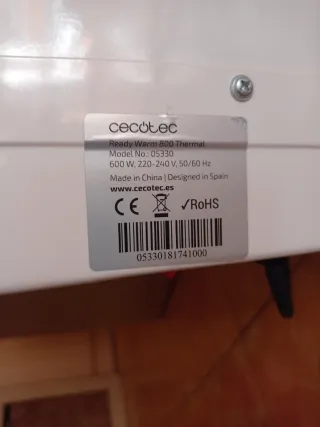 cecotec
Ready Warm 800 Thermal
Model No.: 05330
600 W, 220-240 V, 50/60 Hz
Made in China | Designed in Spain
www.cecotec.es
CE ✓RoHS
05330181741000